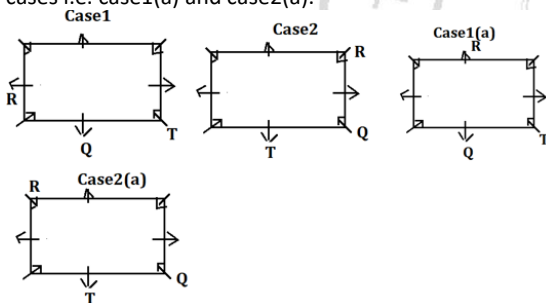 cases i.e. case1(a) and case2(a).
Case1
R
Q
T
Case2
R
Q
T
Case1(a)
R
Q
T
Case2(a)
R
Q
T